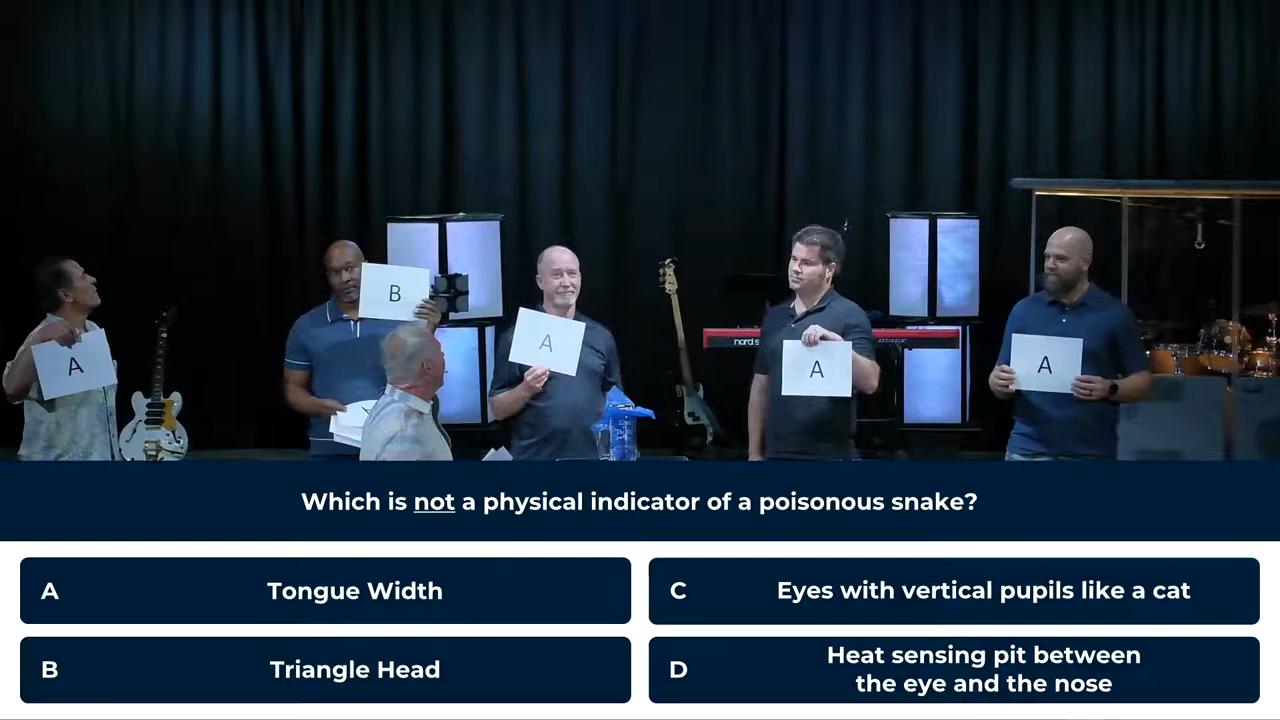 B
A
A
A
A
nord s
Which is not a physical indicator of a poisonous snake?
A Tongue Width
C Eyes with vertical pupils like a cat
B Triangle Head
D Heat sensing pit between
the eye and the nose